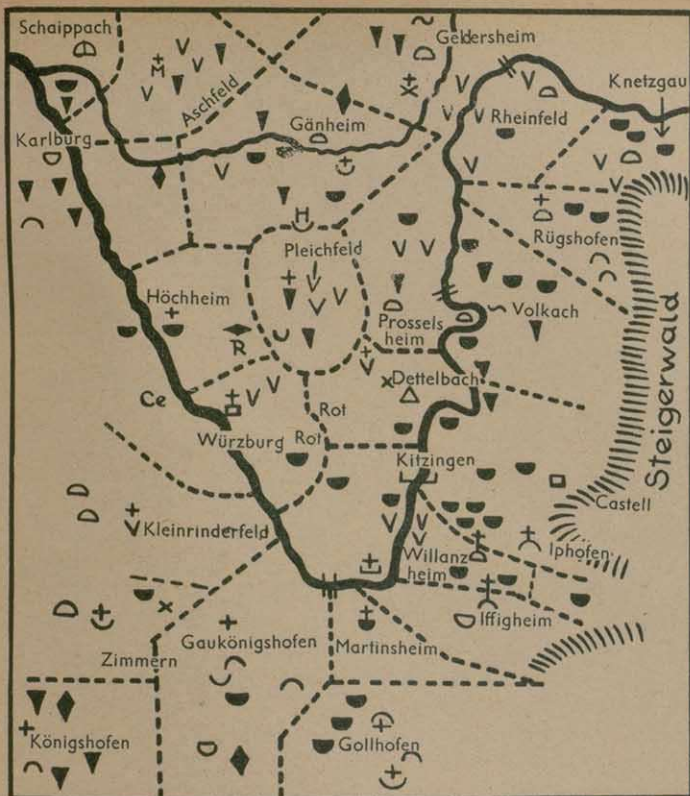 Schaippach
Geldersheim
M
Knetzgau
Aschfeld
Gänheim
Rheinfeld
Karlburg
H
Rügshofen
Pleichfeld
Höchheim
Prossels
heim
Volkach
R
Dettelbach
Ce
Rot
Würzburg
Rot
Kitzingen
Steigerwald
Castell
Kleinrinderfeld
Willanz
heim
Iphofen
Iffigheim
Gaukönigshofen
Martinsheim
Zimmern
Königshofen
Gollhofen